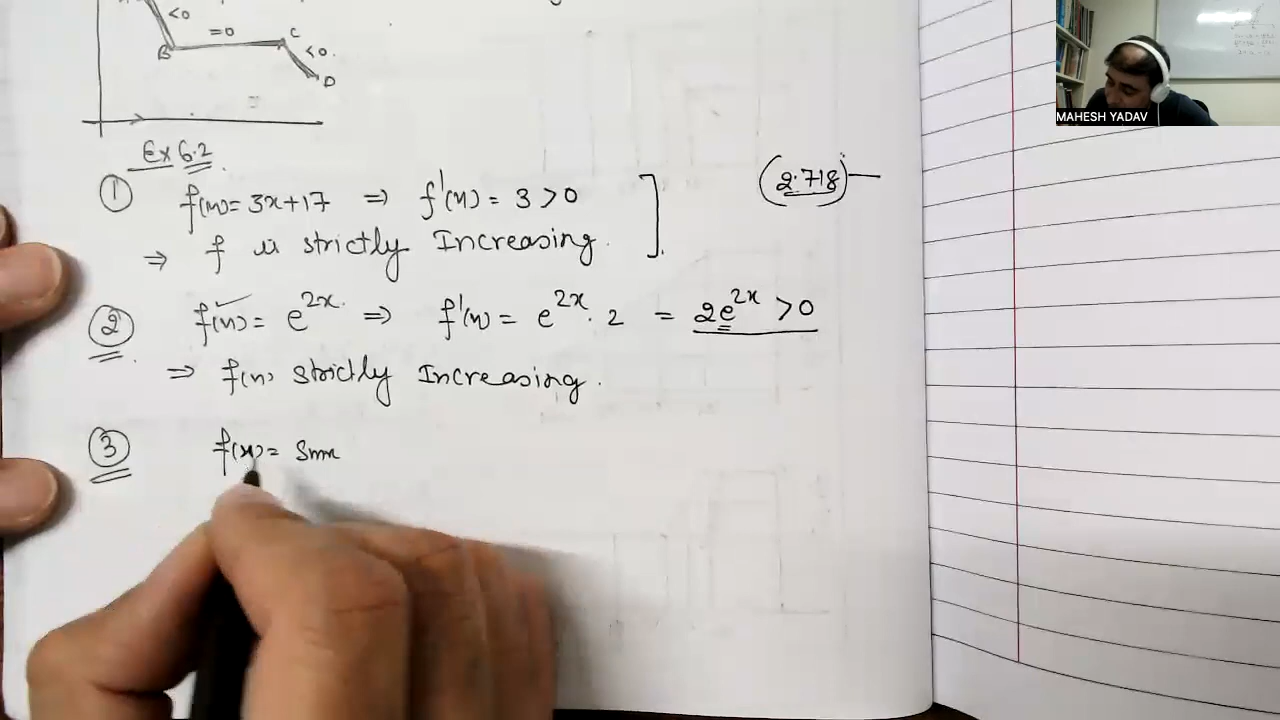 <0
=0
C
<0.
B
D
Ex 6.2
① f(x) = 3x+17 ⇒ f'(x) = 3 > 0
(2.718)
⇒ f is strictly Increasing.
② f(x) = e^{2x}. ⇒ f'(x) = e^{2x}. 2 = 2e^{2x} > 0
⇒ f(x) strictly Increasing.
③ f(x) = Sinx
MAHESH YADAV